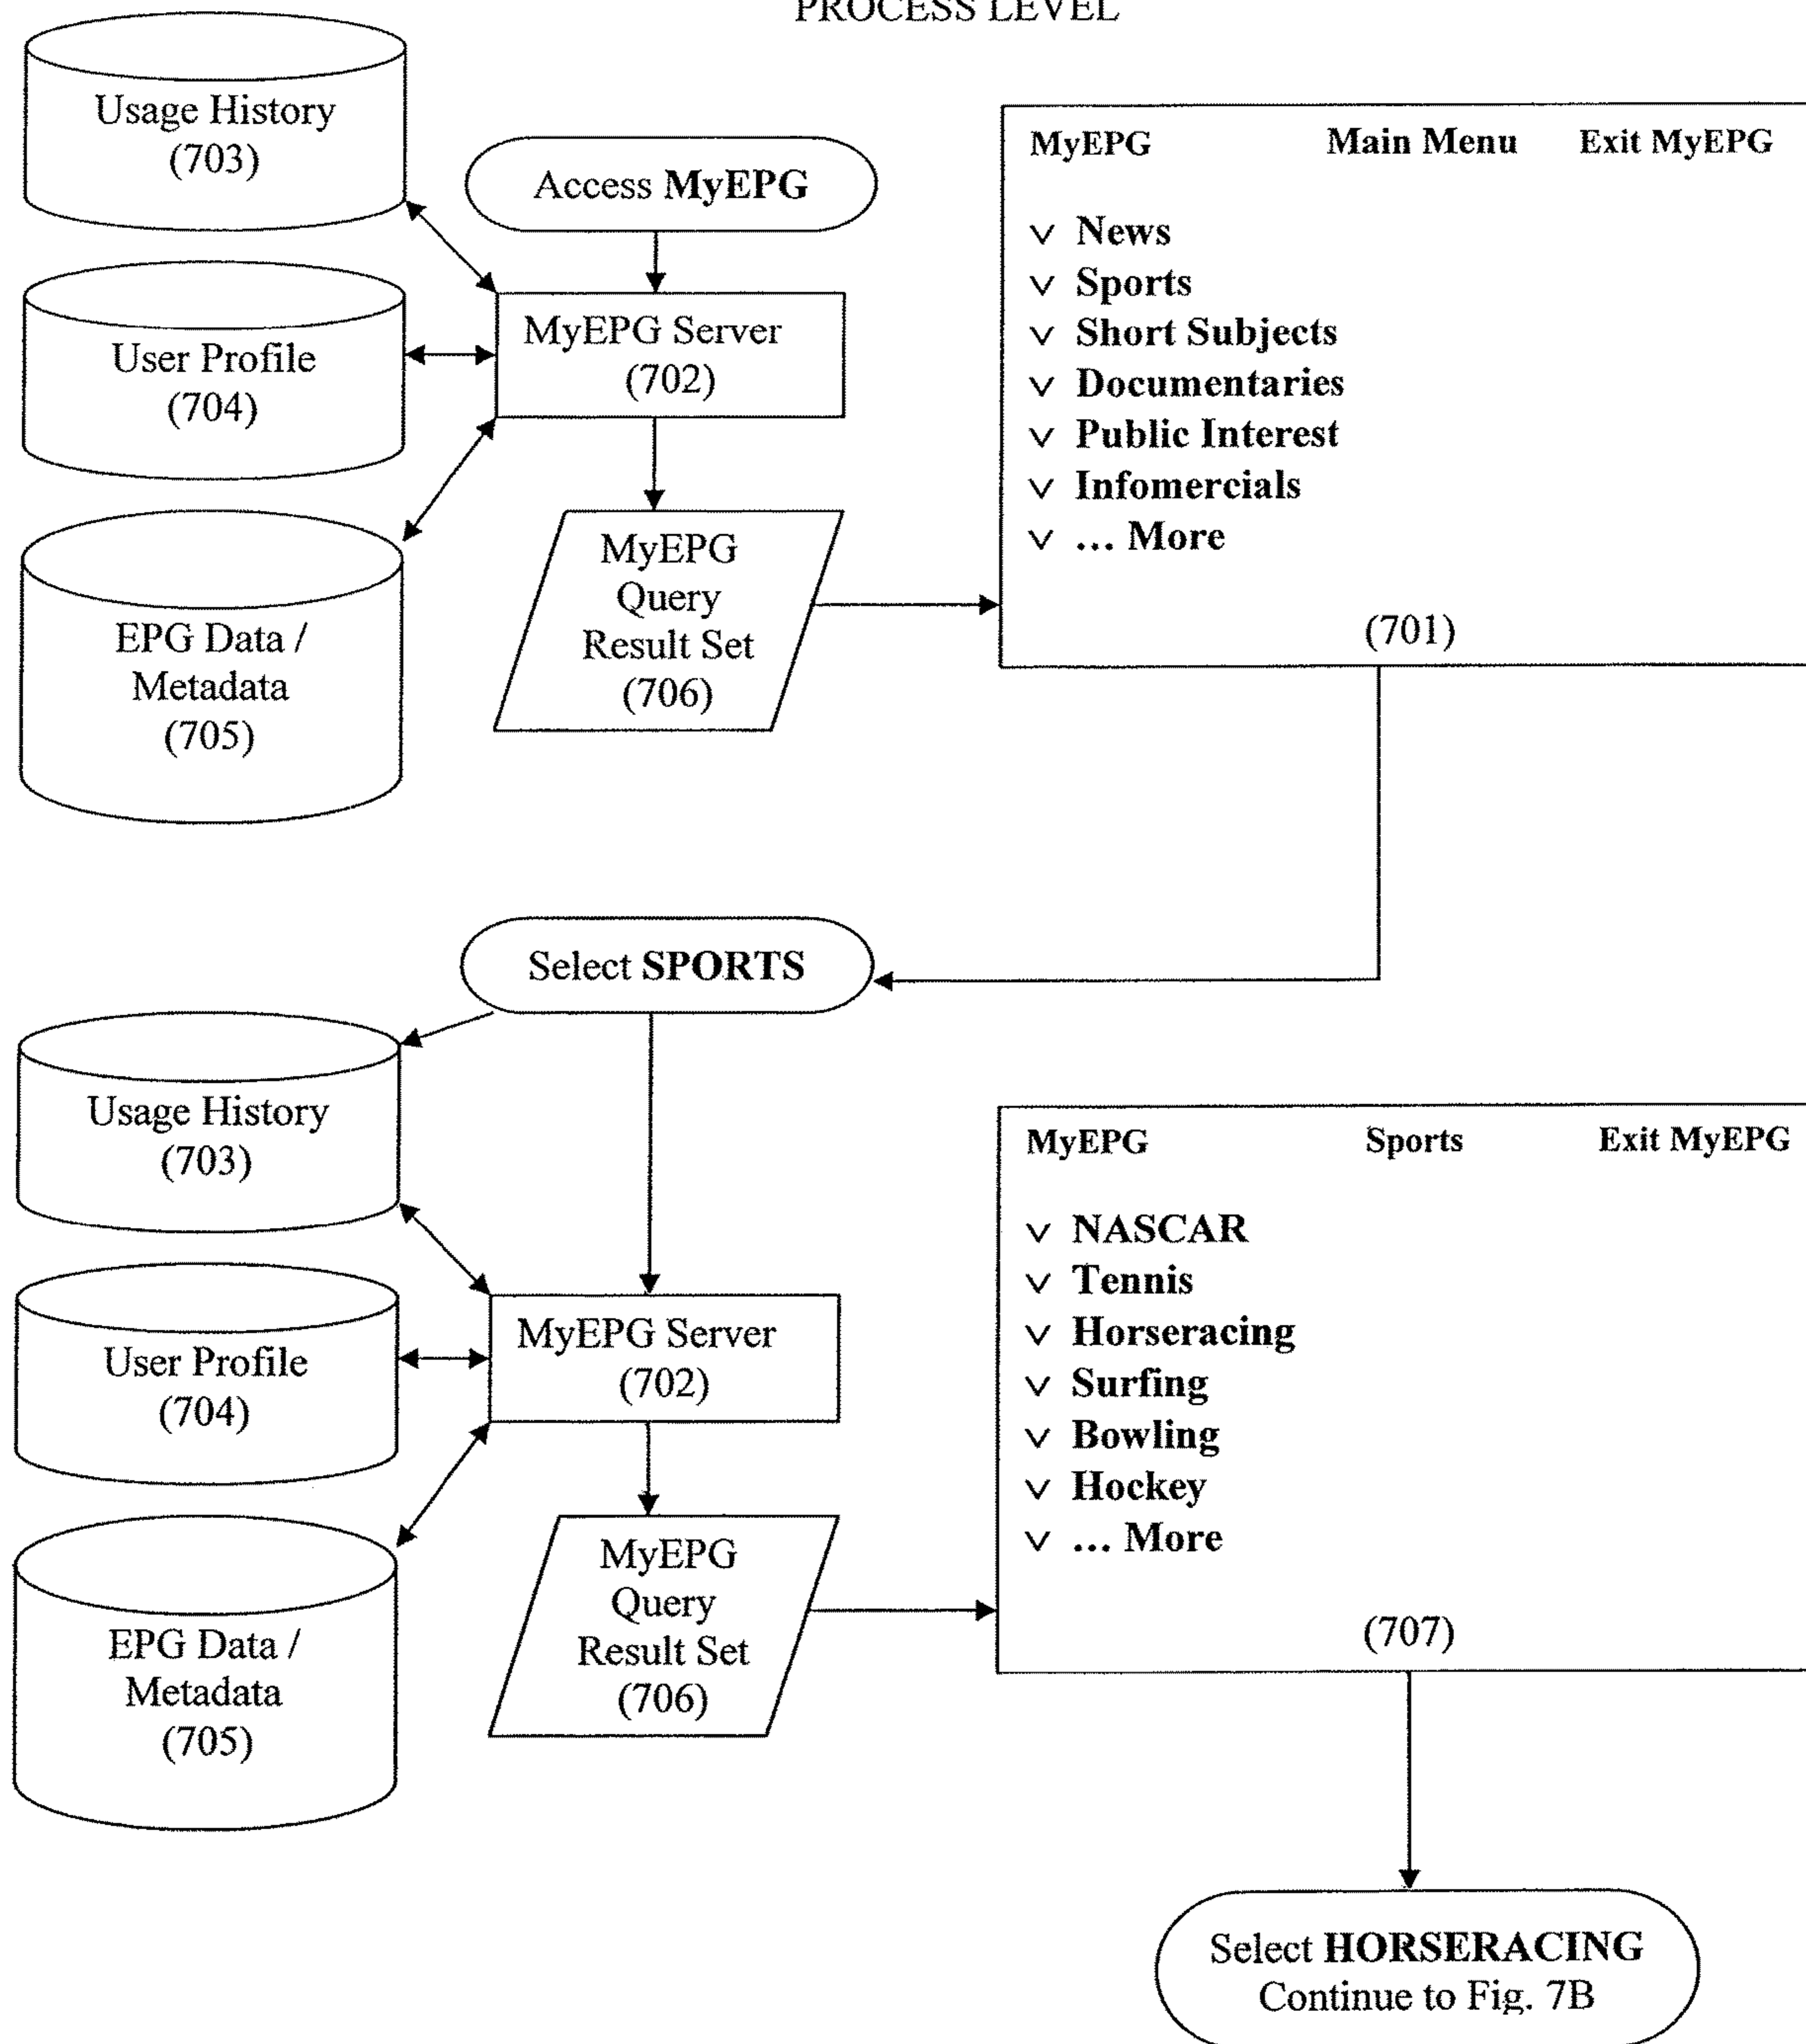 PROCESS LEVEL
Usage History
(703)
Access MyEPG
User Profile
(704)
MyEPG Server
(702)
EPG Data /
Metadata
(705)
MyEPG
Query
Result Set
(706)
MyEPG Main Menu Exit MyEPG
v News
v Sports
v Short Subjects
v Documentaries
v Public Interest
v Infomercials
v ... More
(701)
Select SPORTS
Usage History
(703)
User Profile
(704)
MyEPG Server
(702)
EPG Data /
Metadata
(705)
MyEPG
Query
Result Set
(706)
MyEPG Sports Exit MyEPG
v NASCAR
v Tennis
v Horseracing
v Surfing
v Bowling
v Hockey
v ... More
(707)
Select HORSERACING
Continue to Fig. 7B